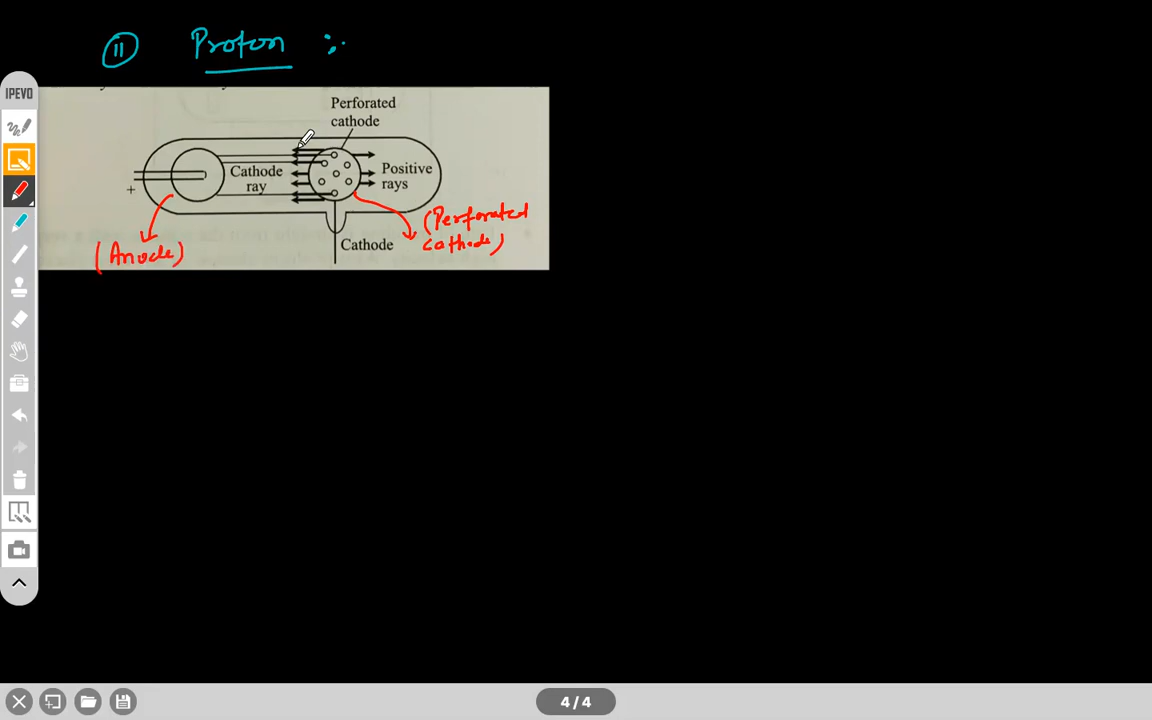 11 Proton :-
IPEVO
Perforated
cathode
Cathode
ray
Positive
rays
+
(Perforated
cathode)
(Anode)
Cathode
4 / 4